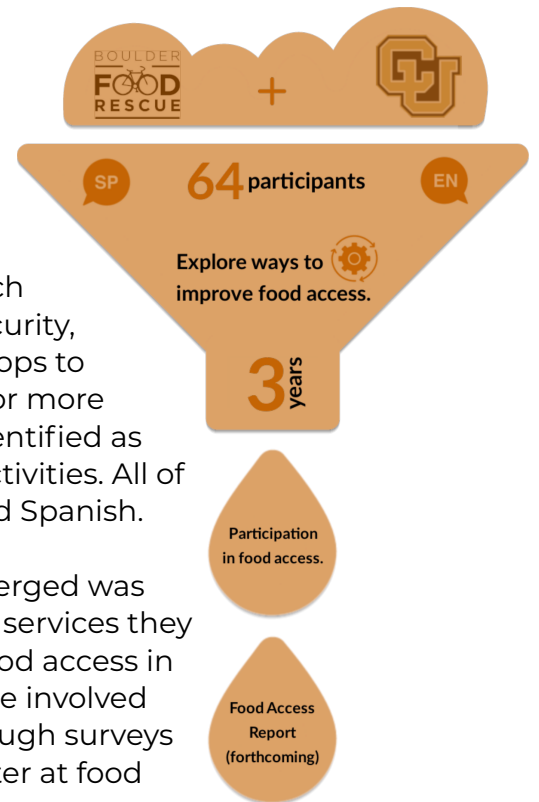 BOULDER
FOOD
RESCUE
+
CU
SP
64 participants
EN
Explore ways to
improve food access.
3 years
Participation
in food access.
Food Access
Report
(forthcoming)
ch
curity,
ops to
or more
entified as
ctivities. All of
d Spanish.
erged was
services they
ood access in
e involved
ugh surveys
ter at food